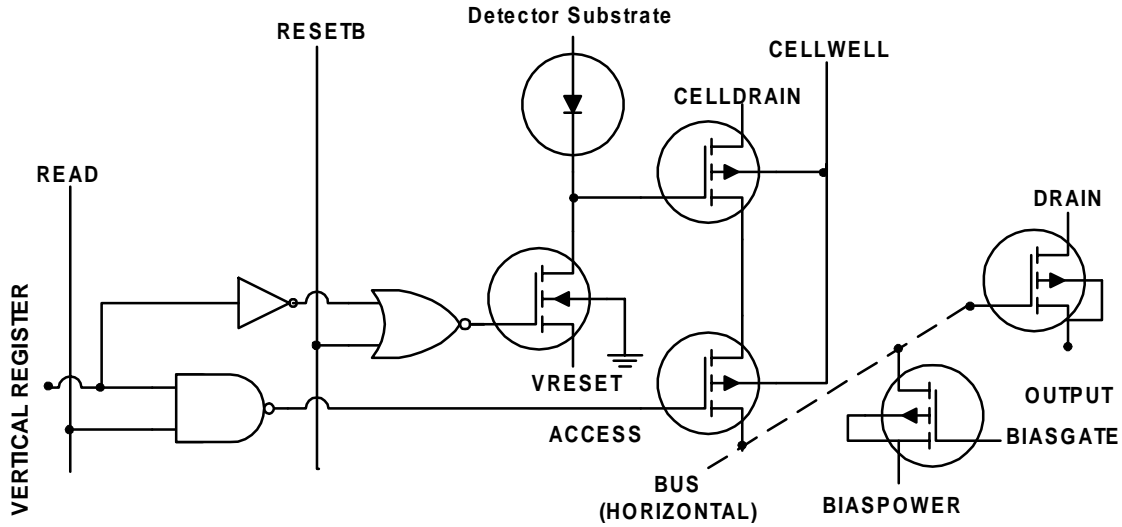 Detector Substrate
RESETB
CELLWELL
CELLDRAIN
READ
DRAIN
VERTICAL REGISTER
VRESET
ACCESS
OUTPUT
BIASGATE
BUS
(HORIZONTAL)
BIASPOWER